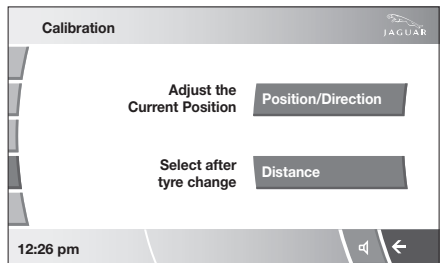 Calibration
JAGUAR
Adjust the
Current Position
Position/Direction
Select after
tyre change
Distance
12:26 pm